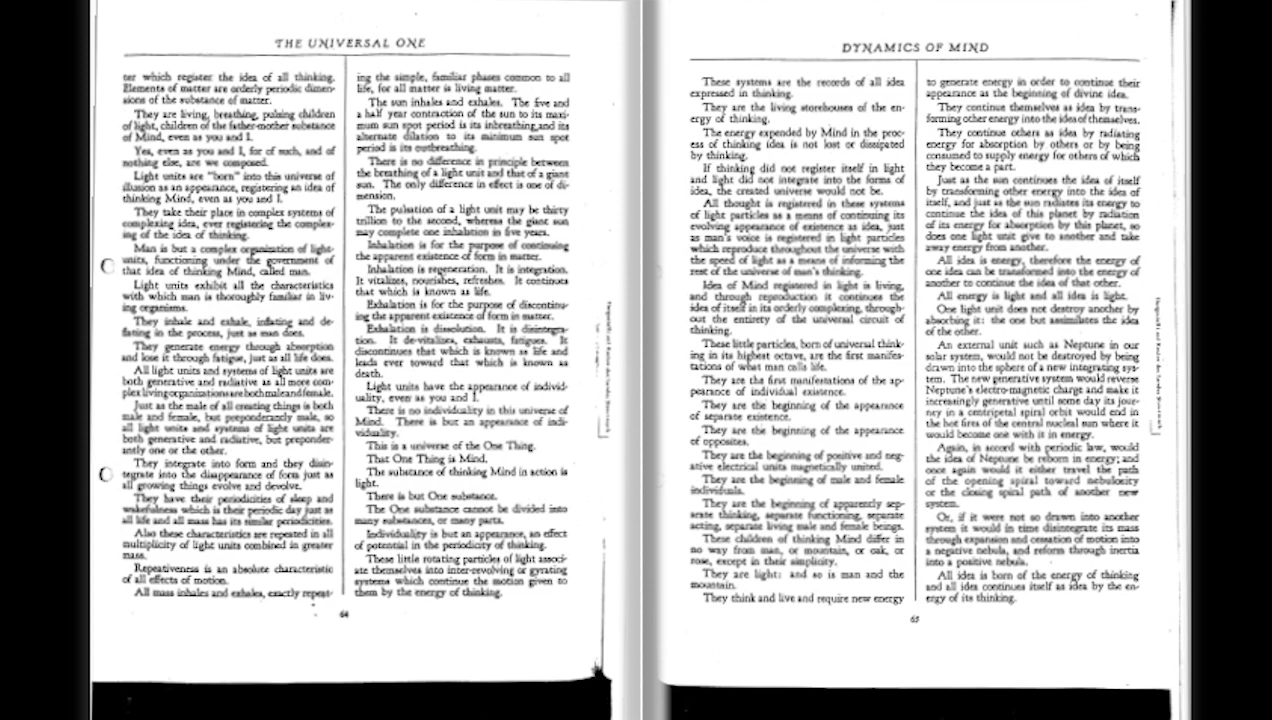 THE UNIVERSAL ONE
ter which register the idea of all thinking.
Elements of matter are orderly periodic dimen-
sions of the substance of matter.
They are living, breathing, pulsing children
of light, children of the father-mother substance
of Mind, even as you and I.
Yes, even as you and I, for of such, and of
nothing else, are we composed.
Light units are "born" into this universe of
illusion as an appearance, registering an idea of
thinking Mind, even as you and I.
They take their place in complex systems of
complexing idea, ever registering the complex-
ing of the idea of thinking.
Man is but a complex organization of light-
units, functioning under the government of
that idea of thinking Mind, called man.
Light units exhibit all the characteristics
with which man is thoroughly familiar in liv-
ing organisms.
They inhale and exhale, inflating and de-
flating in the process, just as man does.
They generate energy through absorption
and lose it through fatigue, just as all life does.
All light units and systems of light units are
both generative and radiative as all more com-
plex living organizations are both male and female.
Just as the male of all creating things is both
male and female, but preponderantly male, so
all light units and systems of light units are
both generative and radiative, but preponder-
antly one or the other.
They integrate into form and they disin-
tegrate into the disappearance of form just as
all growing things evolve and devolve.
They have their periodicities of sleep and
wakefulness which is their periodic day just as
all life and all mass has its similar periodicities.
Also these characteristics are repeated in all
multiplicity of light units combined in greater
mass.
Repeativeness is an absolute characteristic
of all effects of motion.
All mass inhales and exhales, exactly repeat-
ing the simple, familiar phases common to all
life, for all matter is living matter.
The sun inhales and exhales. The five and
a half year contraction of the sun to its maxi-
mum sun spot period is its inbreathing,and its
alternate dilation to its minimum sun spot
period is its outbreathing.
There is no difference in principle between
the breathing of a light unit and that of a giant
sun. The only difference in effect is one of di-
mension.
The pulsation of a light unit may be thirty
trillion to the second, whereas the giant sun
may complete one inhalation in five years.
Inhalation is for the purpose of continuing
the apparent existence of form in matter.
Inhalation is regeneration. It is integration.
It vitalizes, nourishes, refreshes. It continues
that which is known as life.
Exhalation is for the purpose of discontinu-
ing the apparent existence of form in matter.
Exhalation is dissolution. It is disintegra-
tion. It de-vitalizes, exhausts, fatigues. It
discontinues that which is known as life and
leads ever toward that which is known as
death.
Light units have the appearance of individ-
uality, even as you and I.
There is no individuality in this universe of
Mind. There is but an appearance of indi-
viduality.
This is a universe of the One Thing.
That One Thing is Mind.
The substance of thinking Mind in action is
light.
There is but One substance.
The One substance cannot be divided into
many substances, or many parts.
Individuality is but an appearance, an effect
of potential in the periodicity of thinking.
These little rotating particles of light associ-
ate themselves into inter-revolving or gyrating
systems which continue the motion given to
them by the energy of thinking.
64
DYNAMICS OF MIND
These systems are the records of all idea
expressed in thinking.
They are the living storehouses of the en-
ergy of thinking.
The energy expended by Mind in the proc-
ess of thinking idea is not lost or dissipated
by thinking.
If thinking did not register itself in light
and light did not integrate into the forms of
idea, the created universe would not be.
All thought is registered in these systems
of light particles as a means of continuing its
evolving appearance of existence as idea, just
as man's voice is registered in light particles
which reproduce throughout the universe with
the speed of light as a means of informing the
rest of the universe of man's thinking.
Idea of Mind registered in light is living,
and through reproduction it continues the
idea of itself in its orderly complexing, through-
out the entirety of the universal circuit of
thinking.
These little particles, born of universal think-
ing in its highest octave, are the first manifes-
tations of what man calls life.
They are the first manifestations of the ap-
pearance of individual existence.
They are the beginning of the appearance
of separate existence.
They are the beginning of the appearance
of opposites.
They are the beginning of positive and neg-
ative electrical units magnetically united.
They are the beginning of male and female
individuals.
They are the beginning of apparently sep-
arate thinking, separate functioning, separate
acting, separate living male and female beings.
These children of thinking Mind differ in
no way from man, or mountain, or oak, or
rose, except in their simplicity.
They are light: and so is man and the
mountain.
They think and live and require new energy
to generate energy in order to continue their
appearance as the beginning of divine idea.
They continue themselves as idea by trans-
forming other energy into the idea of themselves.
They continue others as idea by radiating
energy for absorption by others or by being
consumed to supply energy for others of which
they become a part.
Just as the sun continues the idea of itself
by transforming other energy into the idea of
itself, and just as the sun radiates its energy to
continue the idea of this planet by radiation
of its energy for absorption by this planet, so
does one light unit give to another and take
away energy from another.
All idea is energy, therefore the energy of
one idea can be transformed into the energy of
another to continue the idea of that other.
All energy is light and all idea is light.
One light unit does not destroy another by
absorbing it: the one but assimilates the idea
of the other.
An external unit such as Neptune in our
solar system, would not be destroyed by being
drawn into the sphere of a new integrating sys-
tem. The new generative system would reverse
Neptune's electro-magnetic charge and make it
increasingly generative until some day its jour-
ney in a centripetal spiral orbit would end in
the hot fires of the central nucleal sun where it
would become one with it in energy.
Again, in accord with periodic law, would
the idea of Neptune be reborn in energy; and
once again would it either travel the path
of the opening spiral toward nebulosity
or the closing spiral path of another new
system.
Or, if it were not so drawn into another
system it would in time disintegrate its mass
through expansion and cessation of motion into
a negative nebula, and reform through inertia
into a positive nebula.
All idea is born of the energy of thinking
and all idea continues itself as idea by the en-
ergy of its thinking.
65